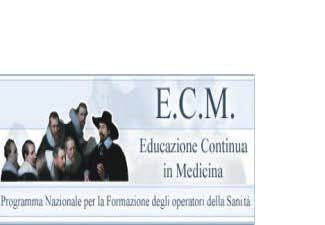 E.C.M.
Educazione Continua
in Medicina
Programma Nazionale per la Formazione degli operatori della Sanità